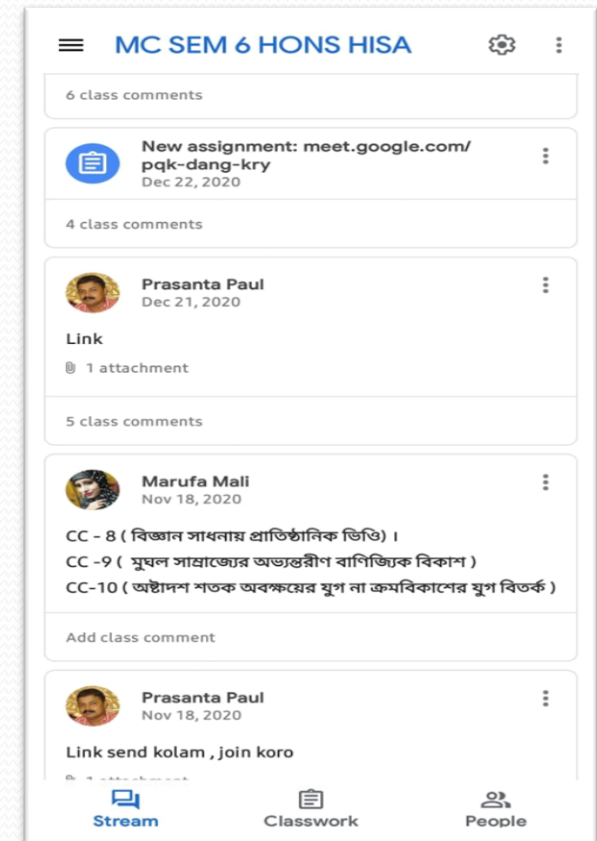 MC SEM 6 HONS HISA
6 class comments
New assignment: meet.google.com/
pqk-dang-kry
Dec 22, 2020
4 class comments
Prasanta Paul
Dec 21, 2020
Link
1 attachment
5 class comments
Marufa Mali
Nov 18, 2020
CC - 8 ( বিজ্ঞান সাধনায় প্রাতিষ্ঠানিক ভিত্তি) ।
CC -9 ( মুঘল সাম্রাজ্যের অভ্যন্তরীণ বাণিজ্যিক বিকাশ )
CC-10 ( অষ্টাদশ শতক অবক্ষয়ের যুগ না ক্রমবিকাশের যুগ বিতর্ক )
Add class comment
Prasanta Paul
Nov 18, 2020
Link send kolam , join koro
1 attachment
Stream
Classwork
People